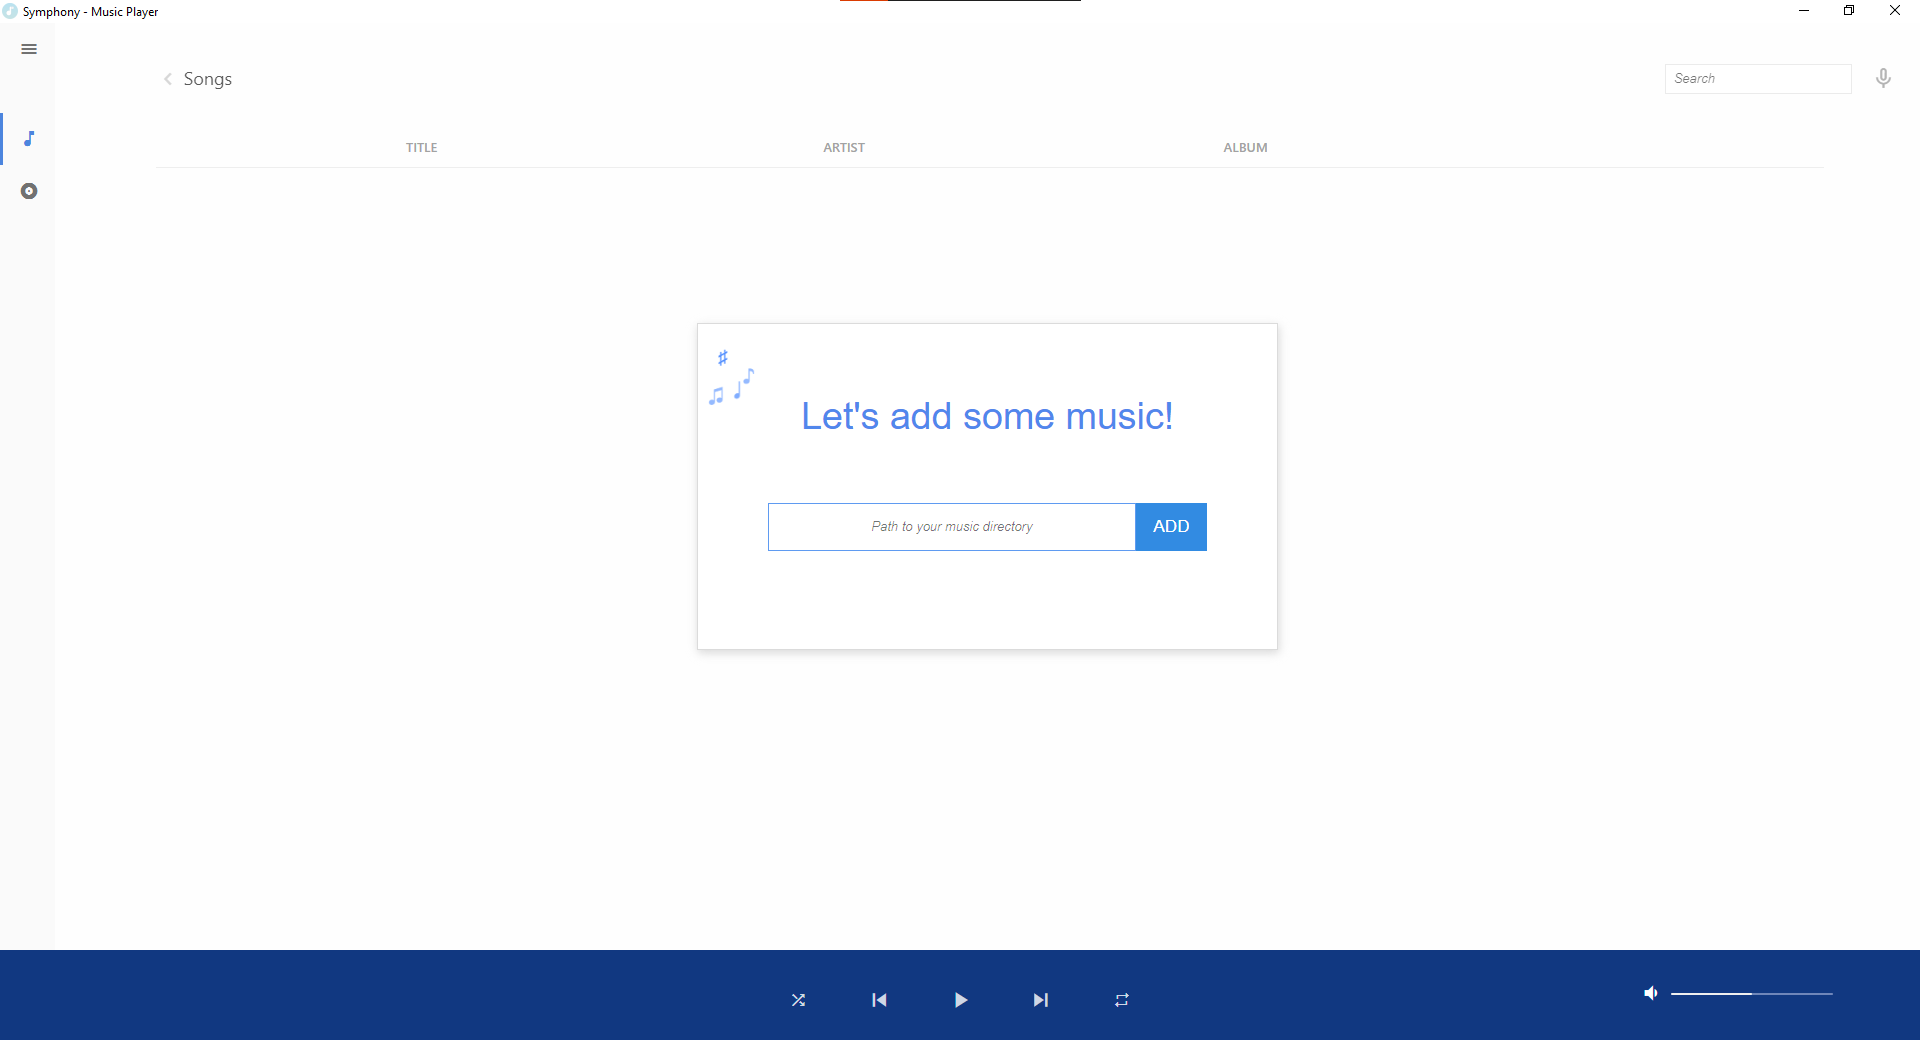 Symphony - Music Player
Songs
Search
TITLE ARTIST ALBUM
Let's add some music!
Path to your music directory ADD